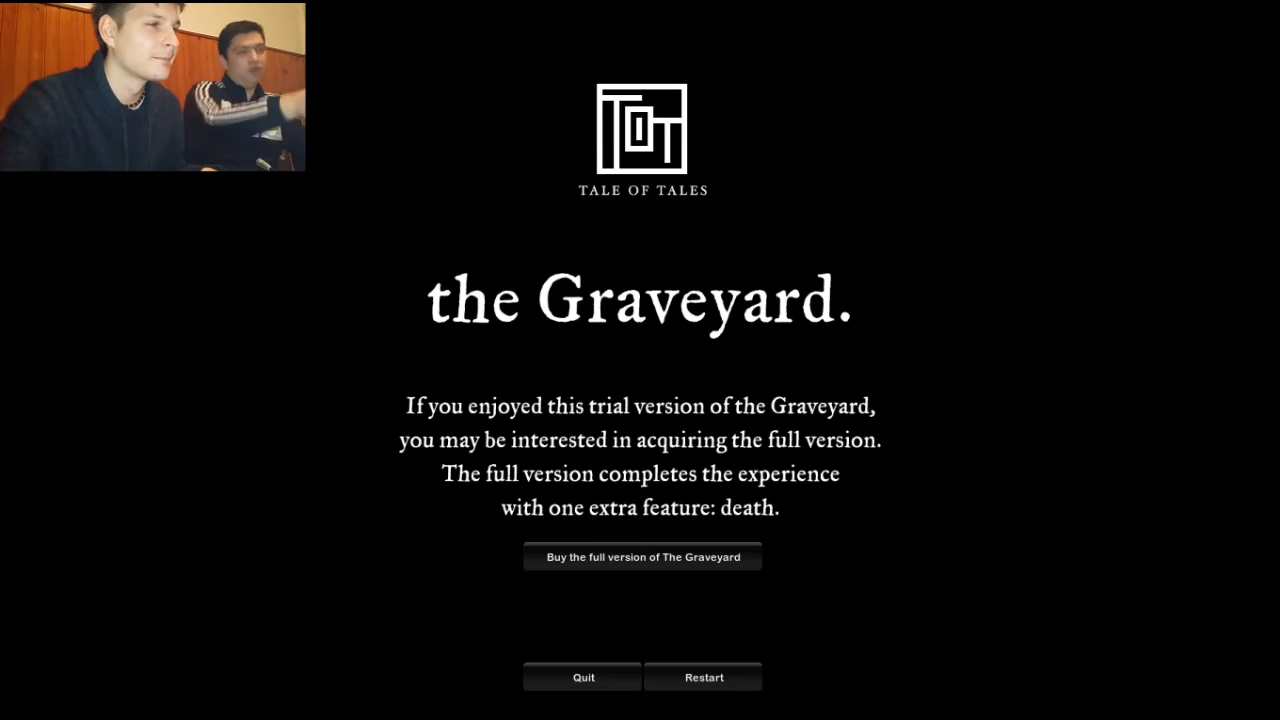 TOT
TALE OF TALES
the Graveyard.
If you enjoyed this trial version of the Graveyard,
you may be interested in acquiring the full version.
The full version completes the experience
with one extra feature: death.
Buy the full version of The Graveyard
Quit
Restart